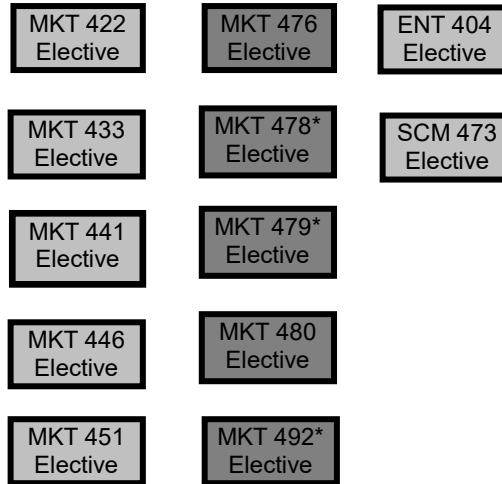 MKT 422
Elective
MKT 476
Elective
ENT 404
Elective
MKT 433
Elective
MKT 478*
Elective
SCM 473
Elective
MKT 441
Elective
MKT 479*
Elective
MKT 446
Elective
MKT 480
Elective
MKT 451
Elective
MKT 492*
Elective